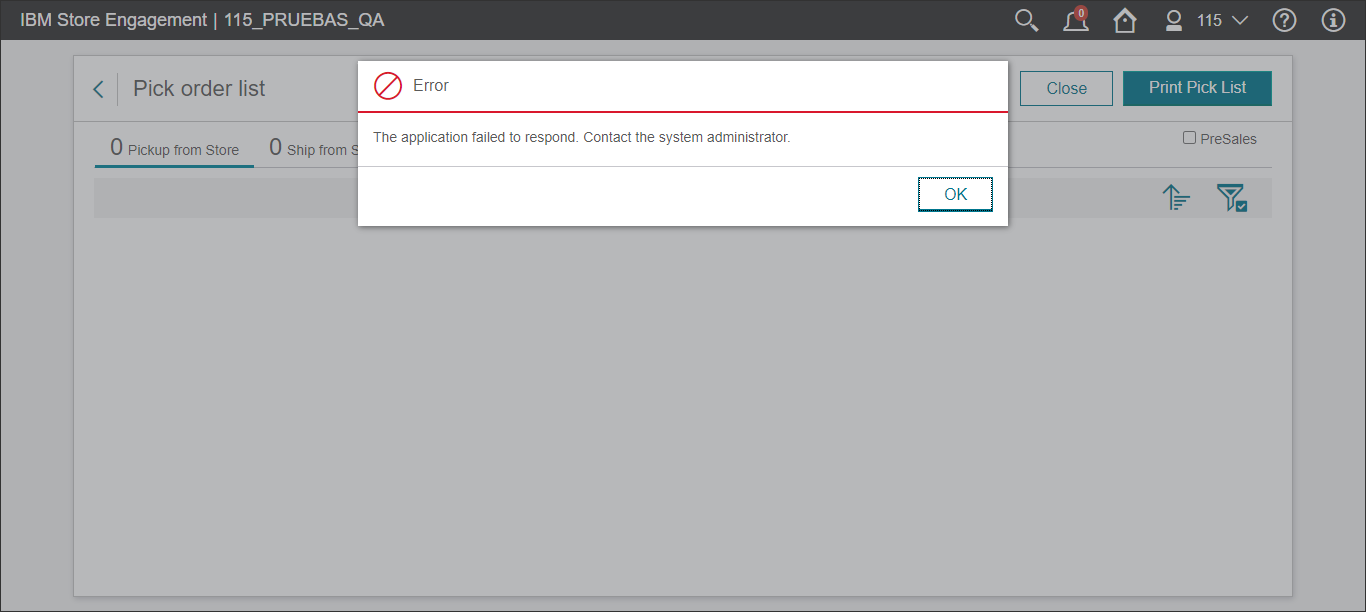 IBM Store Engagement | 115_PRUEBAS_QA
0
115
Pick order list
Error
Close
Print Pick List
The application failed to respond. Contact the system administrator.
0 Pickup from Store
0 Ship from S
PreSales
OK